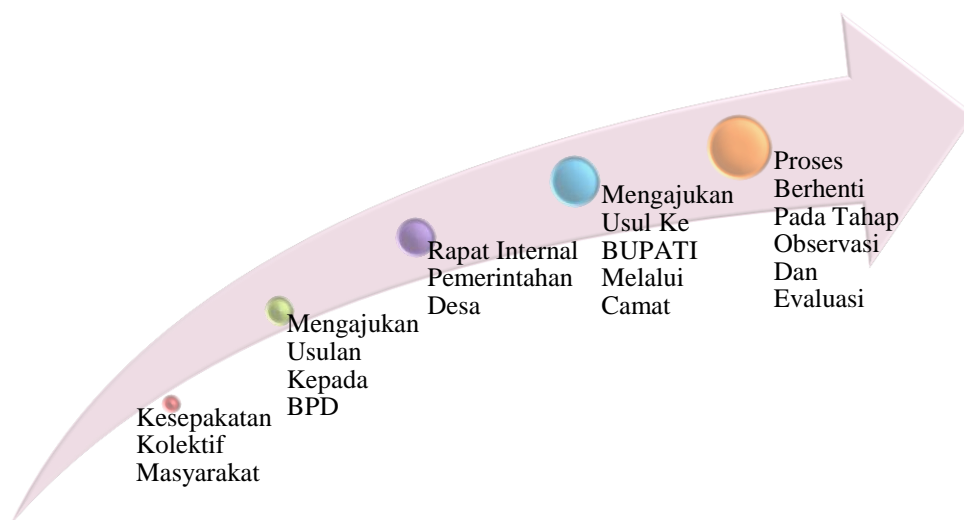 Kesepakatan
Kolektif
Masyarakat
Mengajukan
Usulan
Kepada
BPD
Rapat Internal
Pemerintahan
Desa
Mengajukan
Usul Ke
BUPATI
Melalui
Camat
Proses
Berhenti
Pada Tahap
Observasi
Dan
Evaluasi